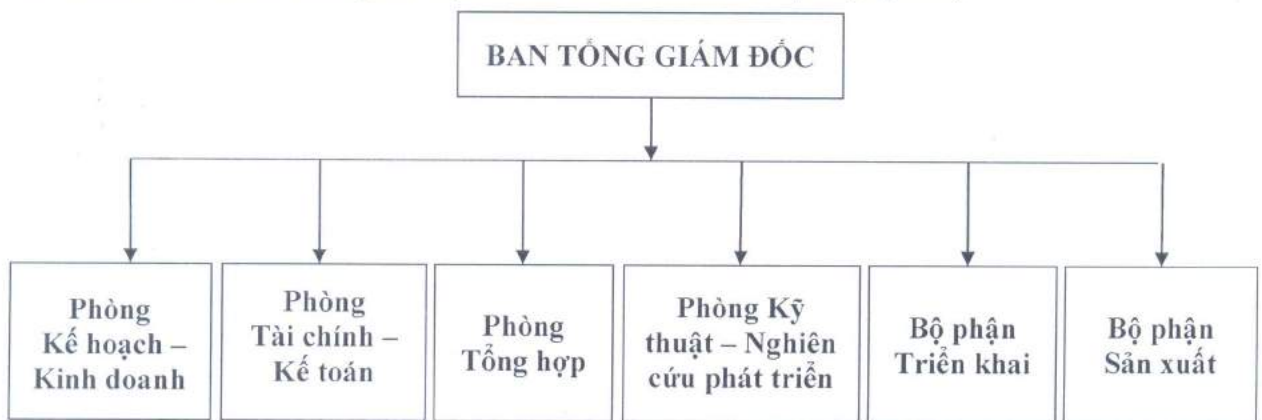 BAN TỔNG GIÁM ĐỐC
Phòng
Kế hoạch –
Kinh doanh
Phòng
Tài chính –
Kế toán
Phòng
Tổng hợp
Phòng Kỹ
thuật – Nghiên
cứu phát triển
Bộ phận
Triển khai
Bộ phận
Sản xuất